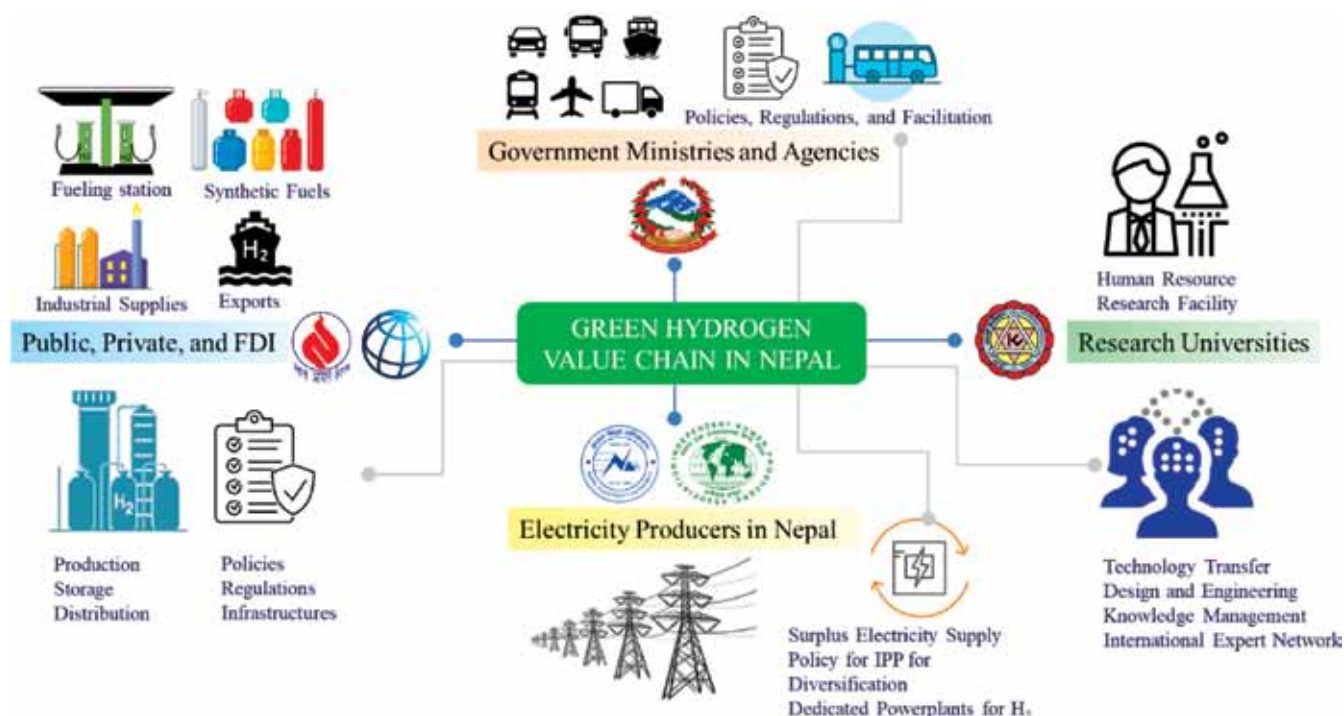 Policies, Regulations, and Facilitation
Government Ministries and Agencies
Fueling station
Synthetic Fuels
H2
Industrial Supplies
Exports
Public, Private, and FDI
GREEN HYDROGEN
VALUE CHAIN IN NEPAL
Human Resource
Research Facility
Research Universities
H2
Production
Storage
Distribution
Policies
Regulations
Infrastructures
Electricity Producers in Nepal
Surplus Electricity Supply
Policy for IPP for
Diversification
Dedicated Powerplants for H2
Technology Transfer
Design and Engineering
Knowledge Management
International Expert Network